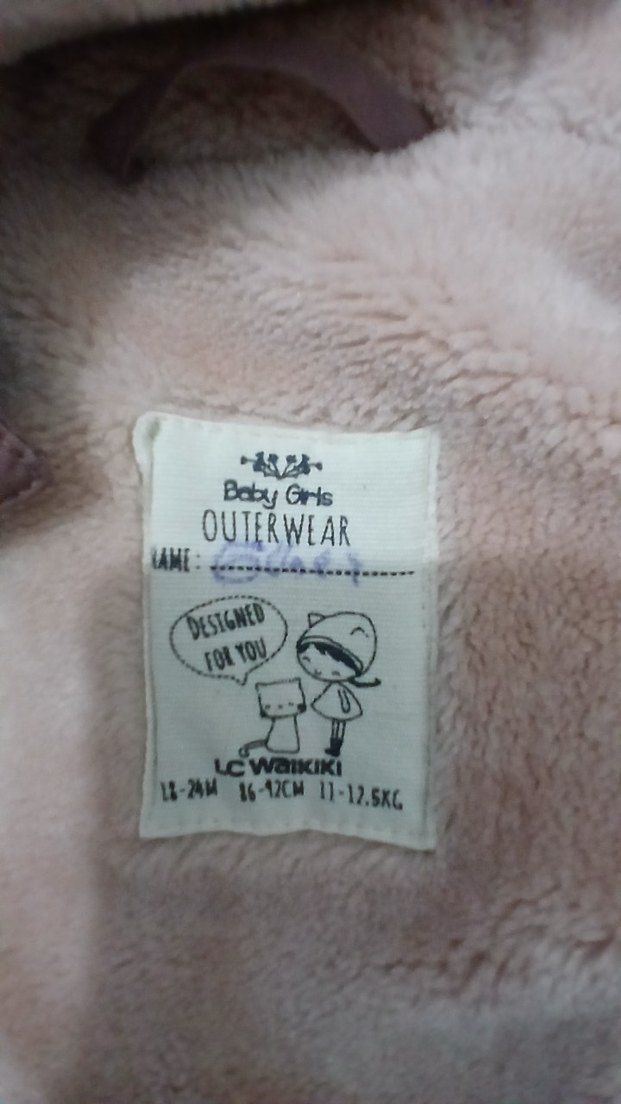 Baby Girls
OUTERWEAR
NAME:
DESIGNED
FOR YOU
LC WAIKIKI
18-24M 86-92CM 11-12.5KG